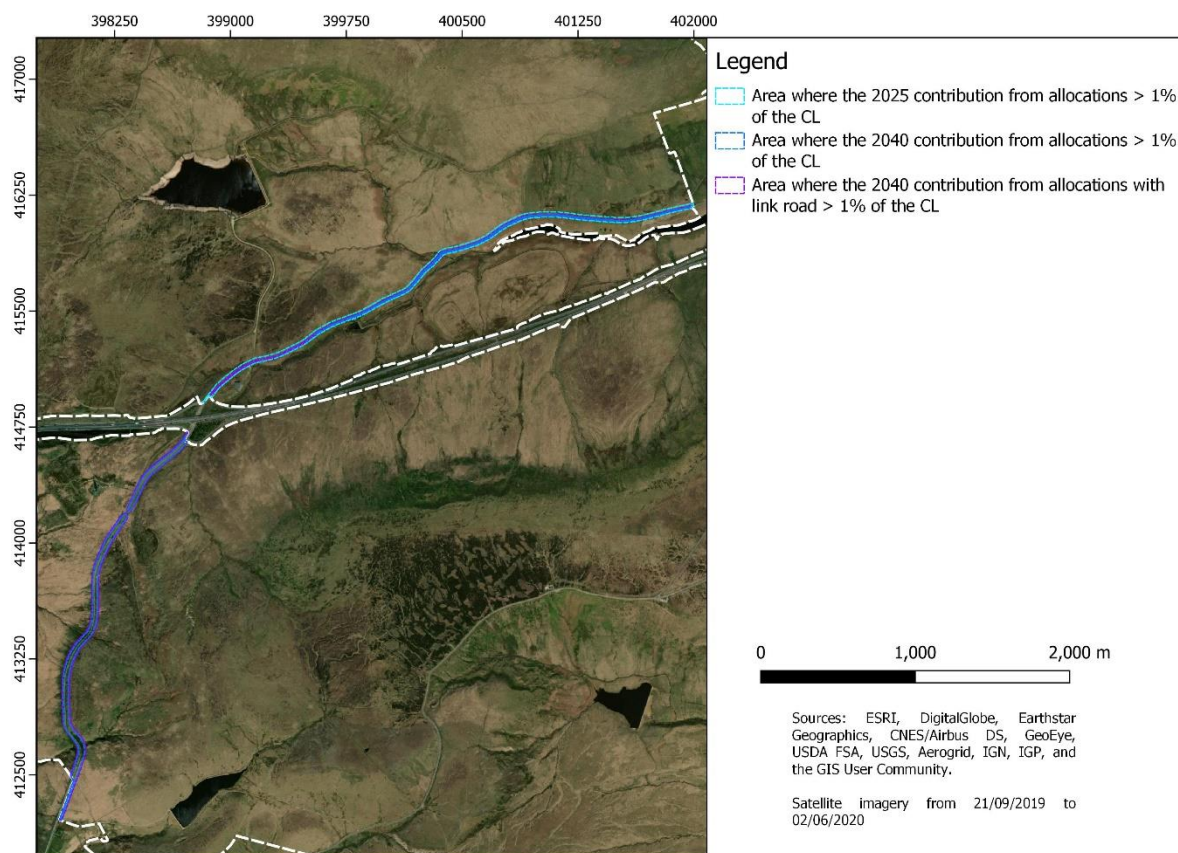 398250 399000 399750 400500 401250 402000
417000
416250
415500
414750
414000
413250
412500
Legend
Area where the 2025 contribution from allocations > 1%
of the CL
Area where the 2040 contribution from allocations > 1%
of the CL
Area where the 2040 contribution from allocations with
link road > 1% of the CL
0 1,000 2,000 m
Sources: ESRI, DigitalGlobe, Earthstar
Geographics, CNES/Airbus DS, GeoEye,
USDA FSA, USGS, Aerogrid, IGN, IGP, and
the GIS User Community.
Satellite imagery from 21/09/2019 to
02/06/2020